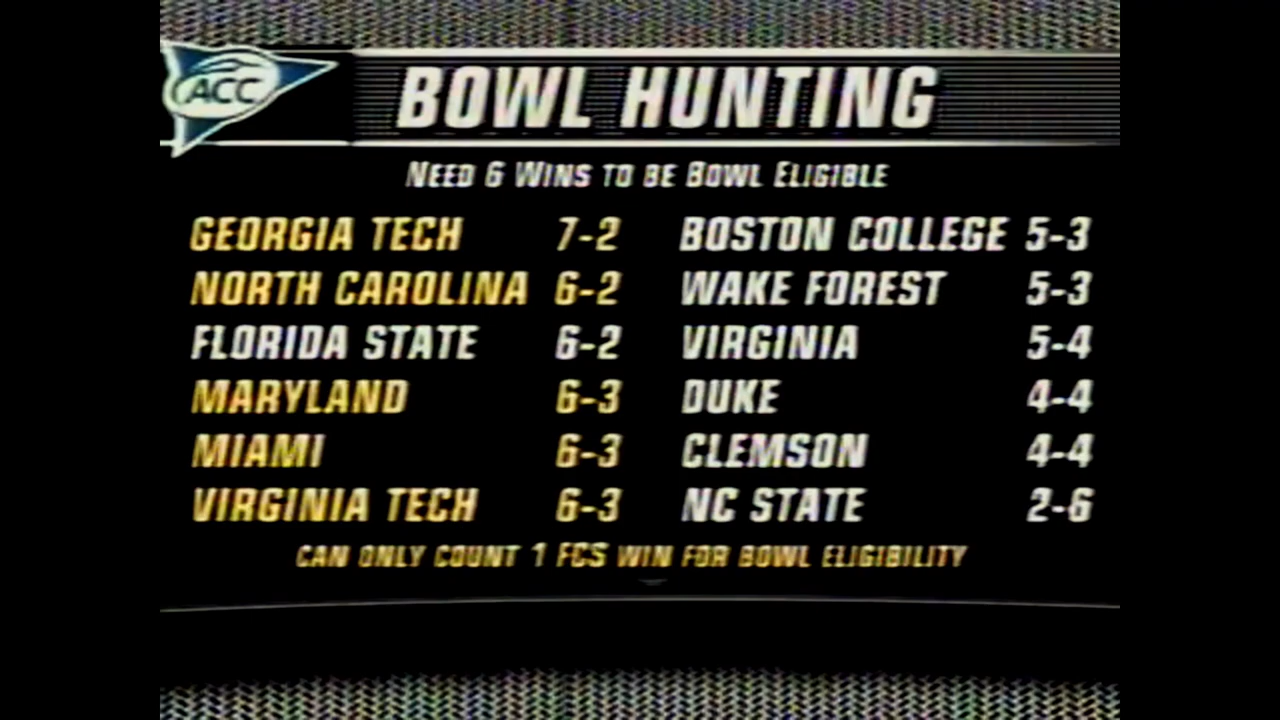 ACC
BOWL HUNTING
NEED 6 WINS TO BE BOWL ELIGIBLE
GEORGIA TECH 7-2 BOSTON COLLEGE 5-3
NORTH CAROLINA 6-2 WAKE FOREST 5-3
FLORIDA STATE 6-2 VIRGINIA 5-4
MARYLAND 6-3 DUKE 4-4
MIAMI 6-3 CLEMSON 4-4
VIRGINIA TECH 6-3 NC STATE 2-6
CAN ONLY COUNT 1 FCS WIN FOR BOWL ELIGIBILITY